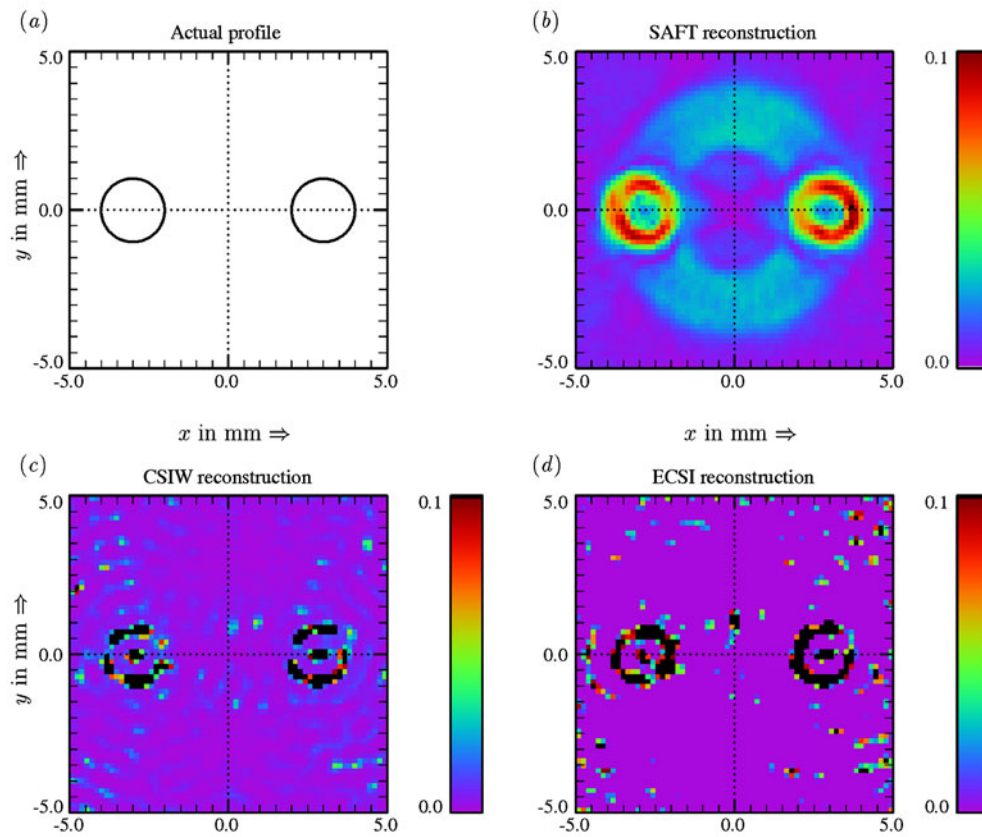 (a)
Actual profile
5.0
y in mm ⇒
0.0
-5.0
-5.0 0.0 5.0
x in mm ⇒
(b)
SAFT reconstruction
5.0
0.0
-5.0
-5.0 0.0 5.0
0.1
0.0
x in mm ⇒
(c)
CSIW reconstruction
5.0
y in mm ⇒
0.0
-5.0
-5.0 0.0 5.0
0.1
0.0
(d)
ECSI reconstruction
5.0
0.0
-5.0
-5.0 0.0 5.0
0.1
0.0